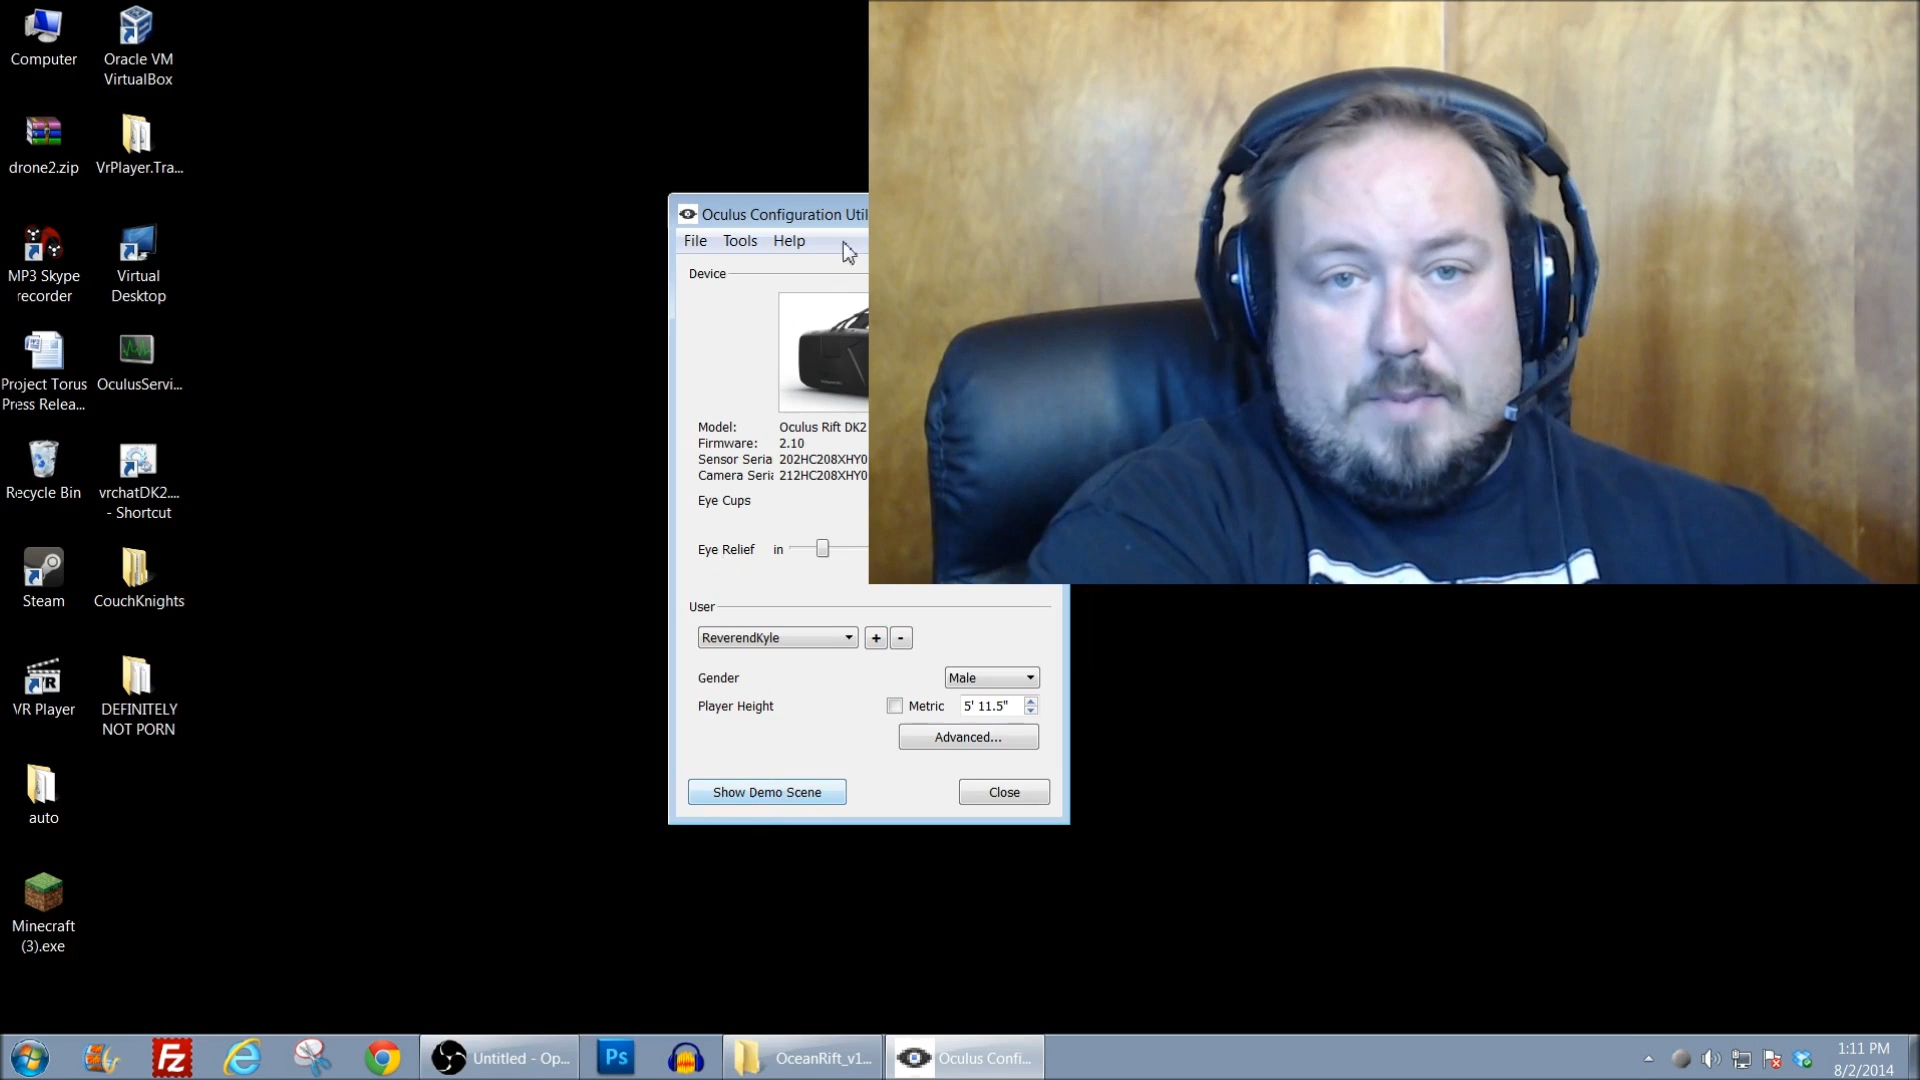 Computer
Oracle VM
VirtualBox
drone2.zip
VrPlayer.Tra...
MP3 Skype
recorder
Virtual
Desktop
Project Torus
Press Relea...
OculusServi...
Recycle Bin
vrchatDK2....
- Shortcut
Steam
CouchKnights
VR Player
DEFINITELY
NOT PORN
auto
Minecraft
(3).exe
Oculus Configuration Util
File Tools Help
Device
Model: Oculus Rift DK2
Firmware: 2.10
Sensor Seria 202HC208XHY0
Camera Seri 212HC208XHY0
Eye Cups
Eye Relief in
User
ReverendKyle + -
Gender Male
Player Height Metric 5' 11.5"
Advanced...
Show Demo Scene Close
Fz
Untitled - Op...
Ps
OceanRift_v1...
Oculus Confi...
1:11 PM
8/2/2014